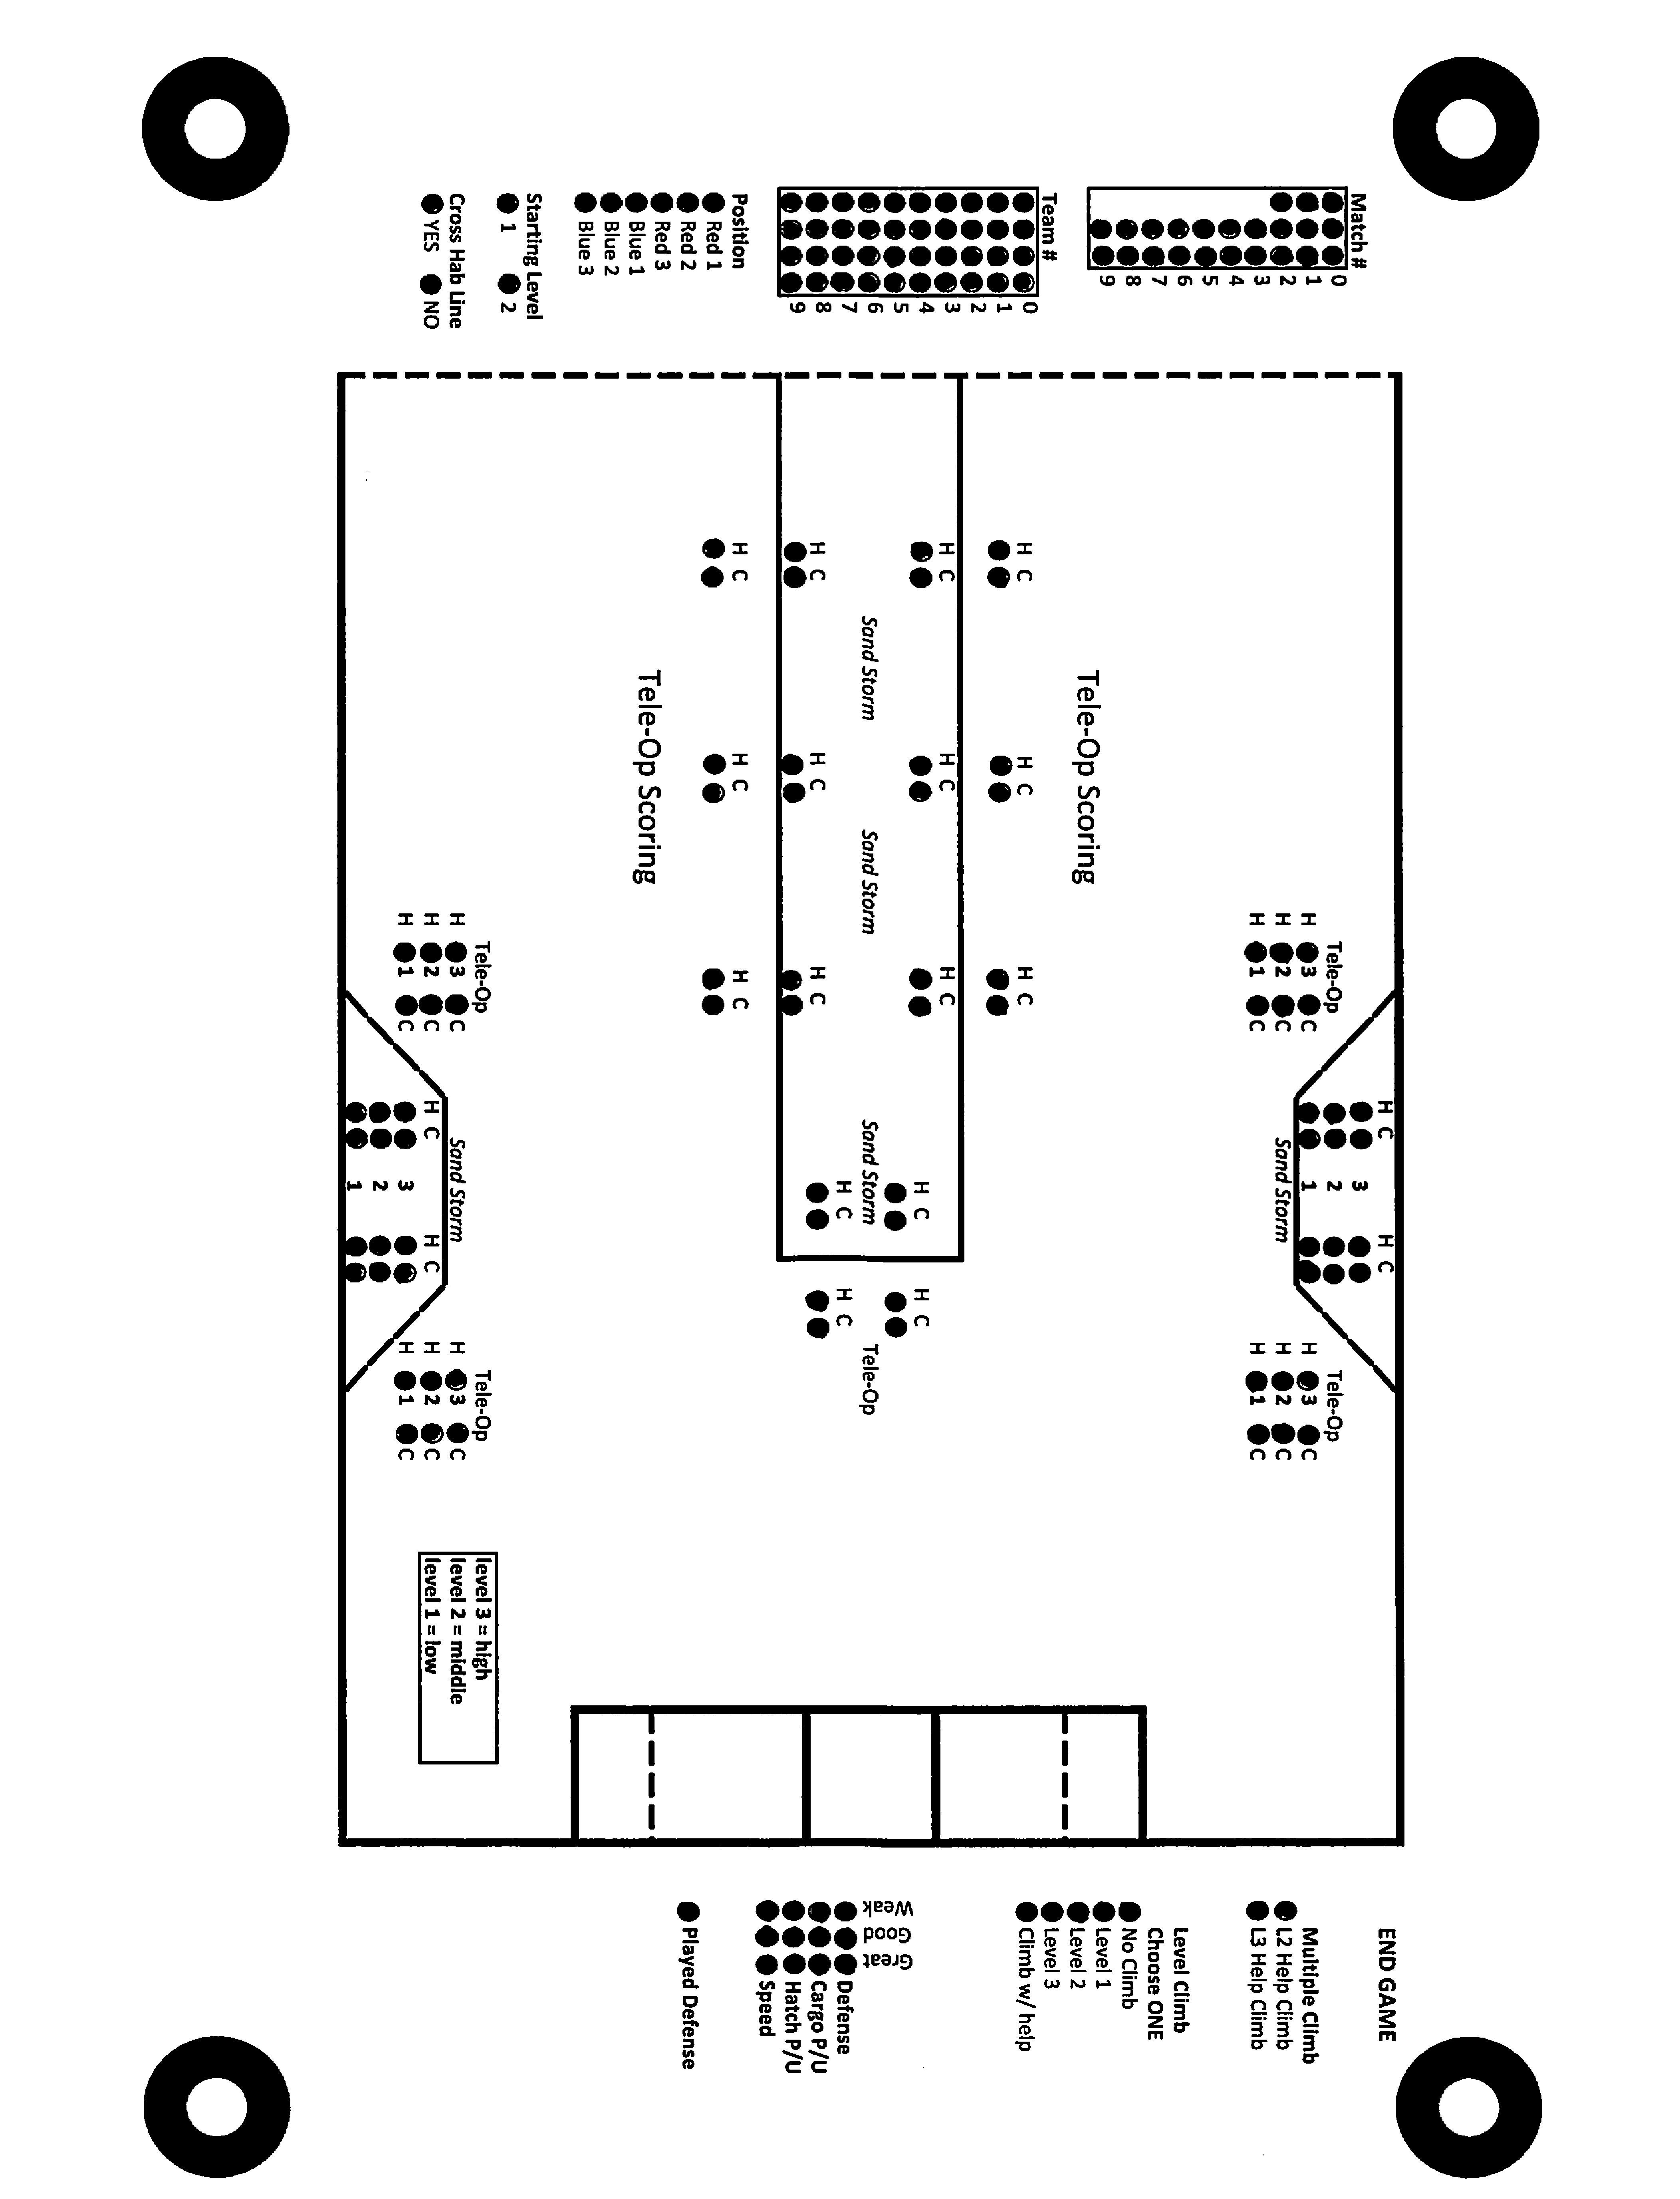 Match #
0
1
2
3
4
5
6
7
8
9
Team #
0
1
2
3
4
5
6
7
8
9
Position
Red 1
Red 2
Red 3
Blue 1
Blue 2
Blue 3
Starting Level
1 2
Cross Hab Line
YES NO
H C H C
3
2
1
Sand Storm
Tele-Op
H 3 C
H 2 C
H 1 C
Tele-Op
H 3 C
H 2 C
H 1 C
Tele-Op Scoring
H C H C H C
H C H C H C
H C
H C
Sand Storm Sand Storm Sand Storm
Tele-Op
H C
H C
H C H C H C
H C H C H C
Tele-Op Scoring
Tele-Op
H 3 C
H 2 C
H 1 C
Tele-Op
H 3 C
H 2 C
H 1 C
Sand Storm
H C H C
3
2
1
level 3 = high
level 2 = middle
level 1 = low
END GAME
Multiple Climb
L2 Help Climb
L3 Help Climb
Level Climb
Choose ONE
No Climb
Level 1
Level 2
Level 3
Climb w/ help
Weak
Good
Great
Defense
Cargo P/U
Hatch P/U
Speed
Played Defense